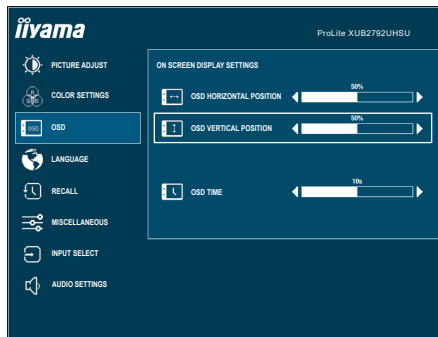 iiyama
ProLite XUB2792UHSU
PICTURE ADJUST
COLOR SETTINGS
R
G B
OSD
OSD
LANGUAGE
RECALL
MISCELLANEOUS
INPUT SELECT
AUDIO SETTINGS
ON SCREEN DISPLAY SETTINGS
OSD HORIZONTAL POSITION
50%
OSD VERTICAL POSITION
50%
OSD TIME
10s